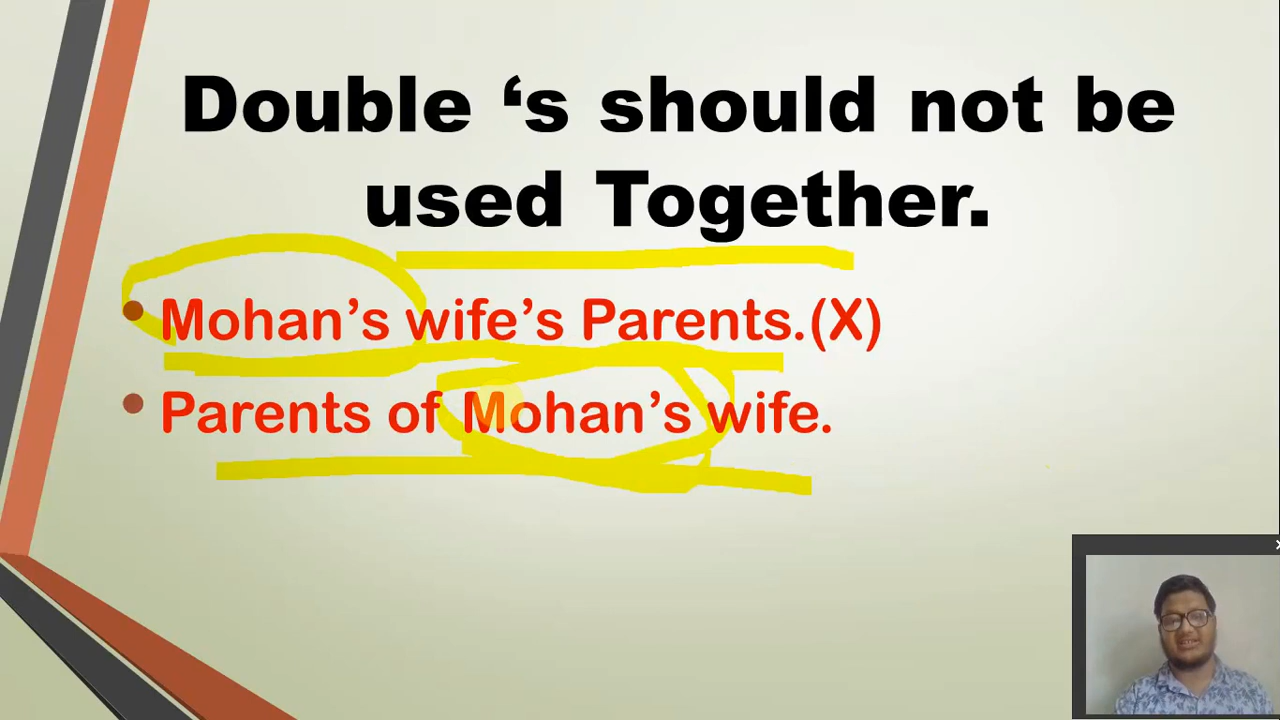 Double ‘s should not be
used Together.
• Mohan’s wife’s Parents.(X)
• Parents of Mohan’s wife.